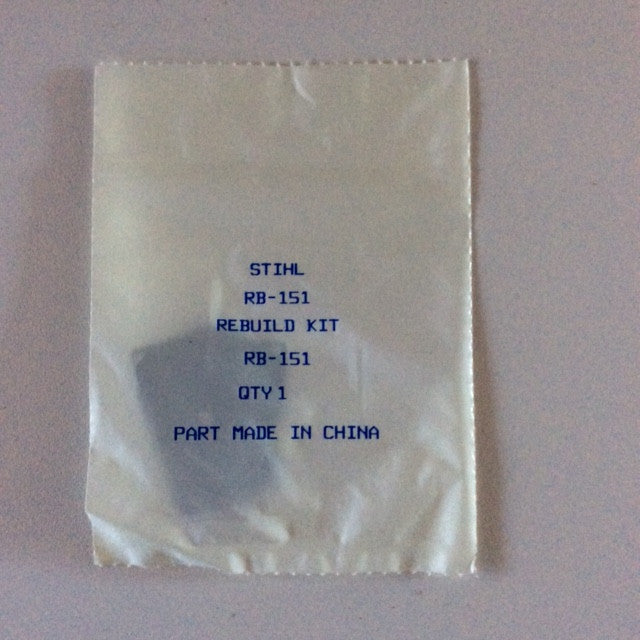 STIHL
RB-151
REBUILD KIT
RB-151
QTY 1
PART MADE IN CHINA